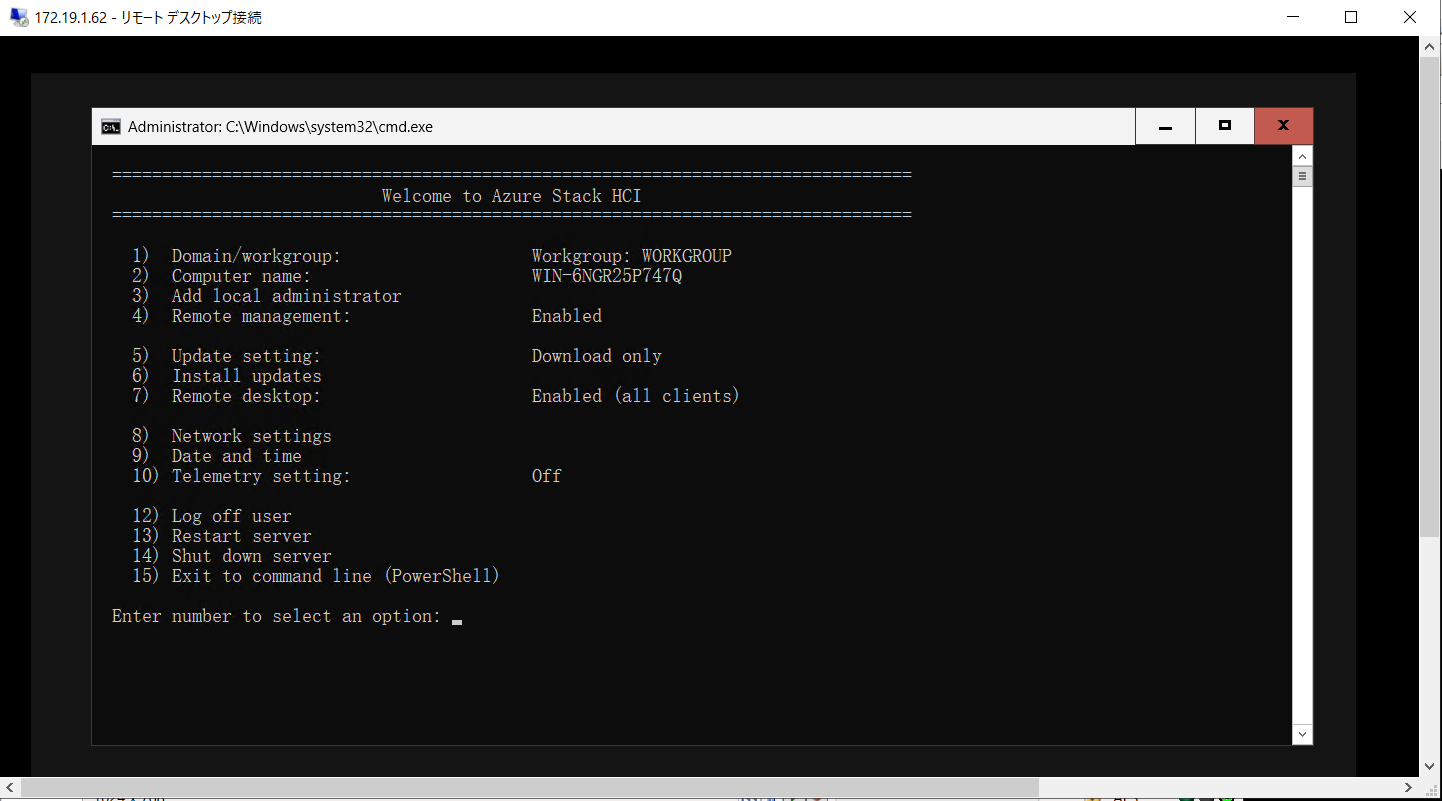 172.19.1.62 - リモート デスクトップ接続
Administrator: C:\Windows\system32\cmd.exe
================================================================================
Welcome to Azure Stack HCI
================================================================================
1) Domain/workgroup: Workgroup: WORKGROUP
2) Computer name: WIN-6NGR25P747Q
3) Add local administrator
4) Remote management: Enabled
5) Update setting: Download only
6) Install updates
7) Remote desktop: Enabled (all clients)
8) Network settings
9) Date and time
10) Telemetry setting: Off
12) Log off user
13) Restart server
14) Shut down server
15) Exit to command line (PowerShell)
Enter number to select an option: